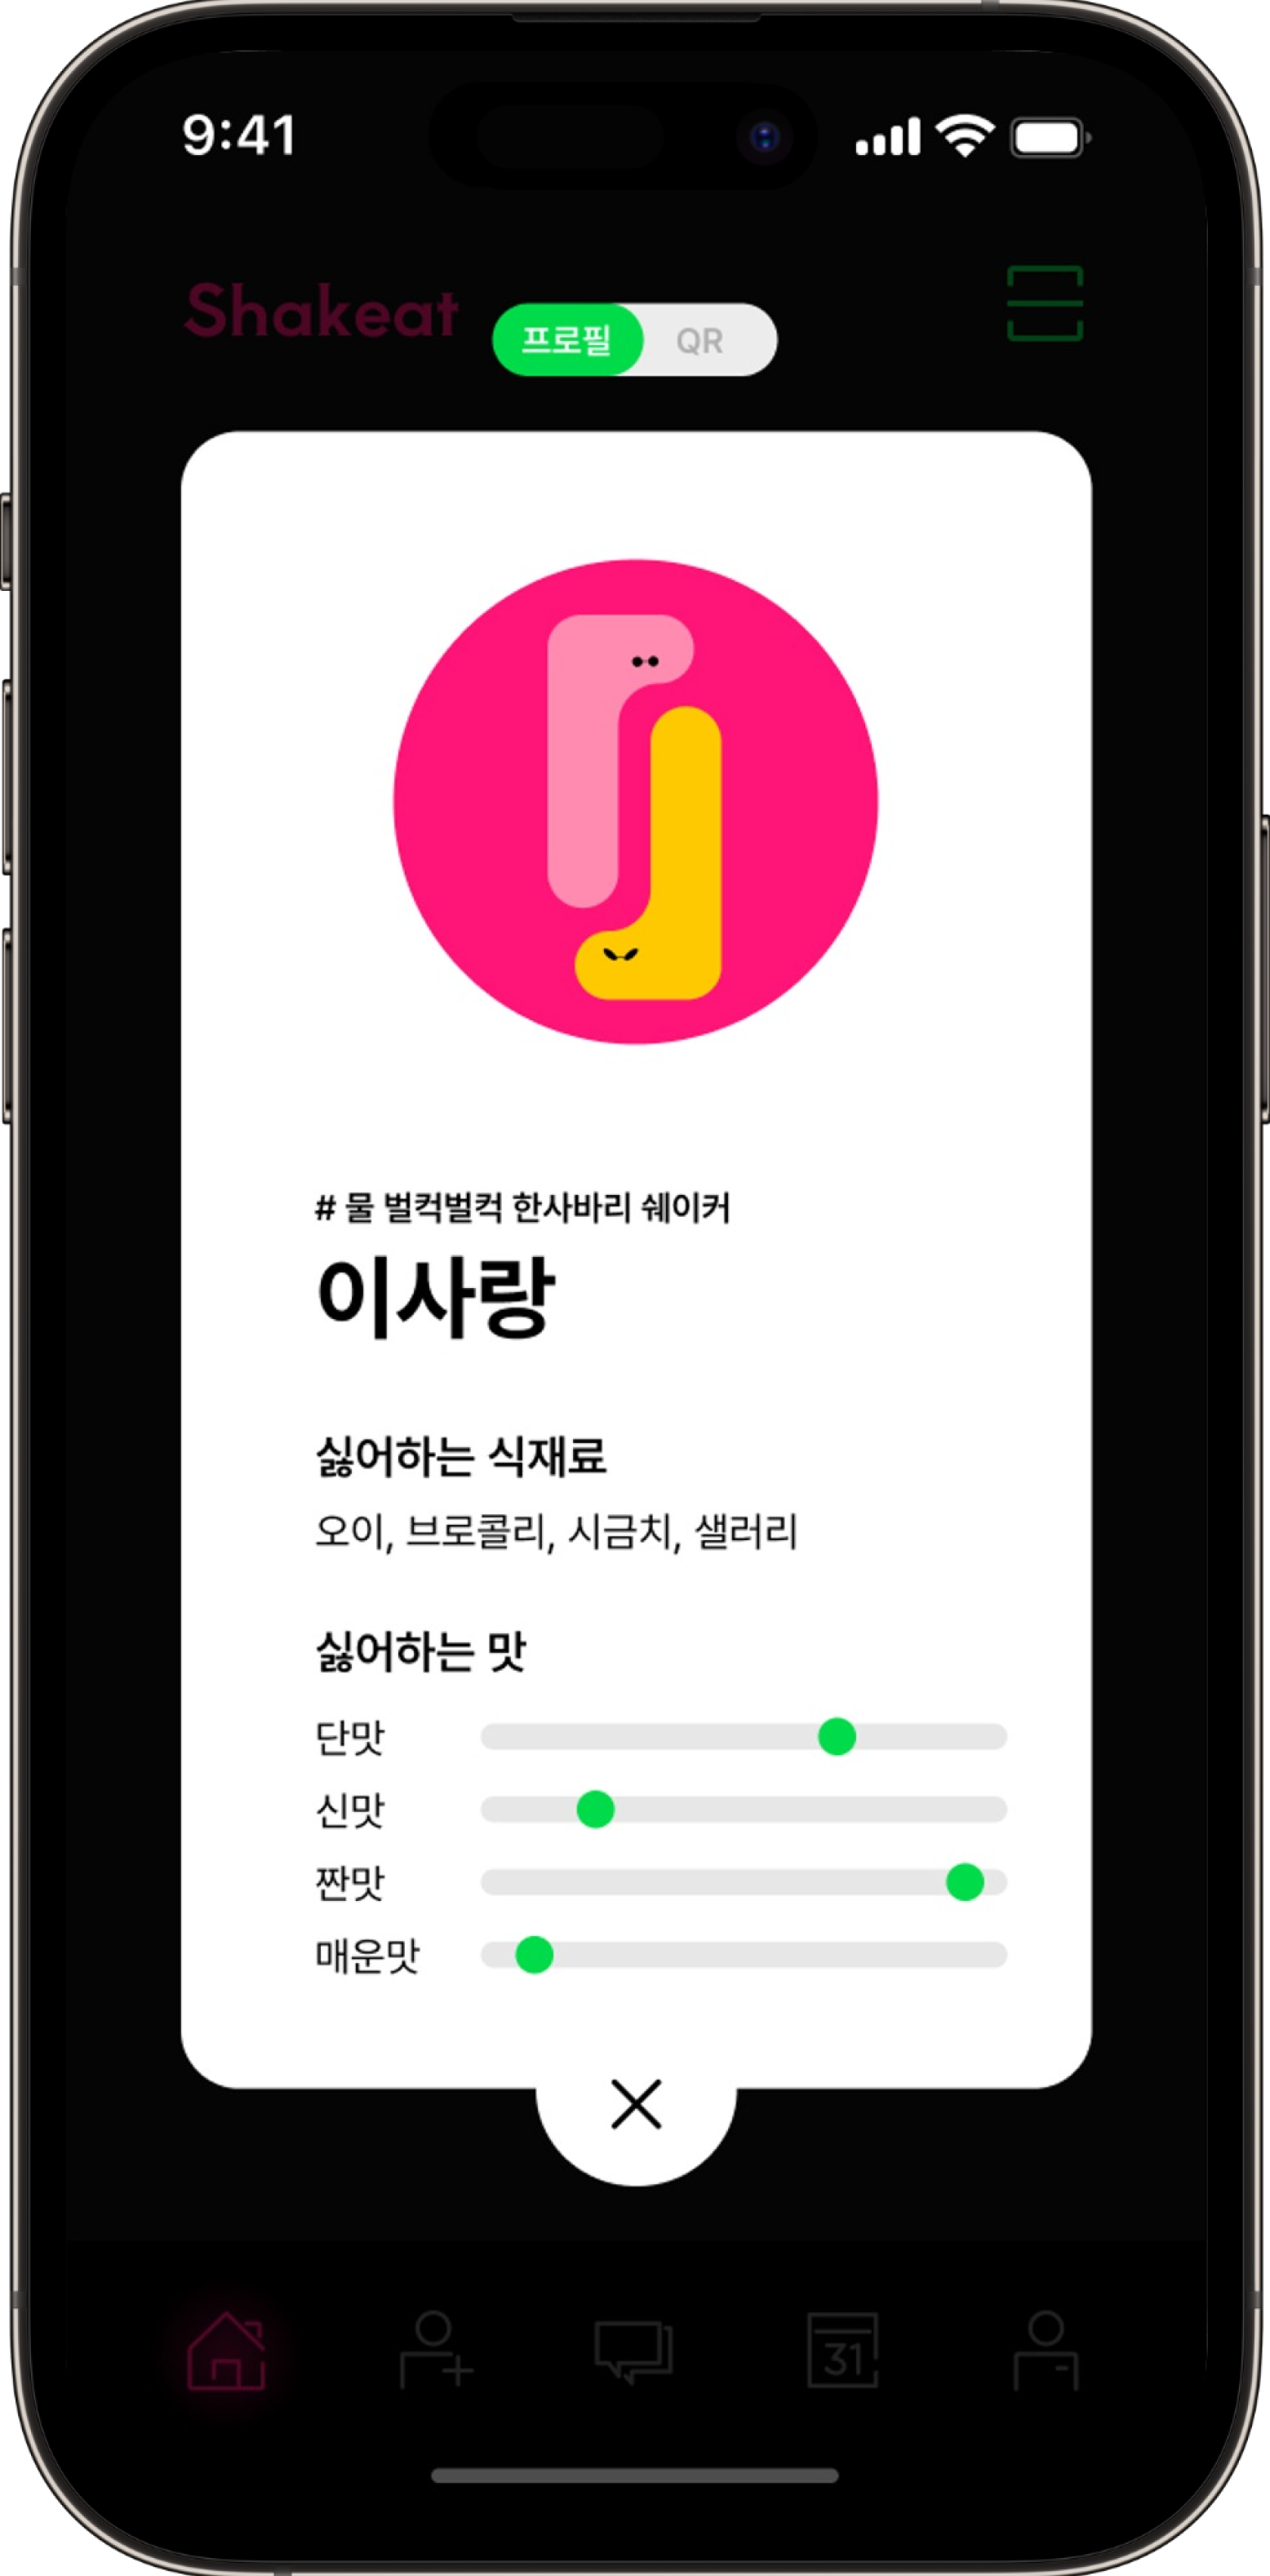 9:41
Shakeat
프로필 QR
# 물 벌컥벌컥 한사바리 쉐이커
이사랑
싫어하는 식재료
오이, 브로콜리, 시금치, 샐러리
싫어하는 맛
단맛
신맛
짠맛
매운맛
31